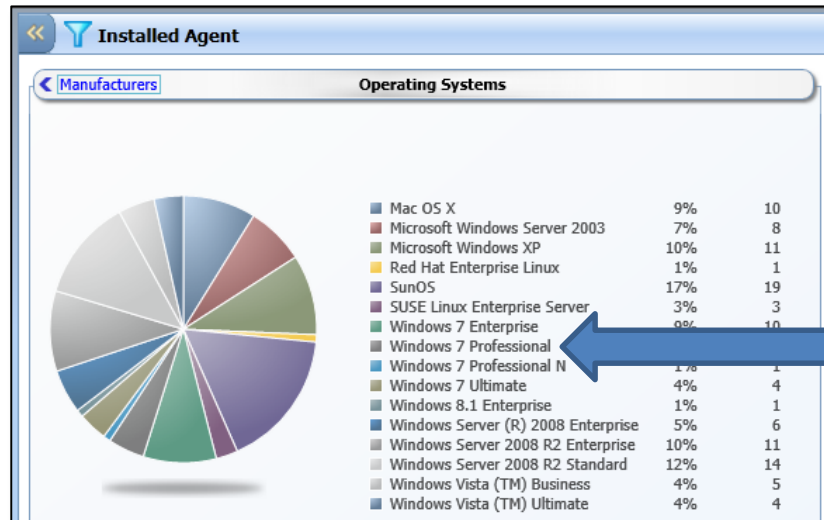 Installed Agent
Manufacturers Operating Systems
Mac OS X 9% 10
Microsoft Windows Server 2003 7% 8
Microsoft Windows XP 10% 11
Red Hat Enterprise Linux 1% 1
SunOS 17% 19
SUSE Linux Enterprise Server 3% 3
Windows 7 Enterprise 9% 10
Windows 7 Professional
Windows 7 Professional N 1% 1
Windows 7 Ultimate 4% 4
Windows 8.1 Enterprise 1% 1
Windows Server (R) 2008 Enterprise 5% 6
Windows Server 2008 R2 Enterprise 10% 11
Windows Server 2008 R2 Standard 12% 14
Windows Vista (TM) Business 4% 5
Windows Vista (TM) Ultimate 4% 4